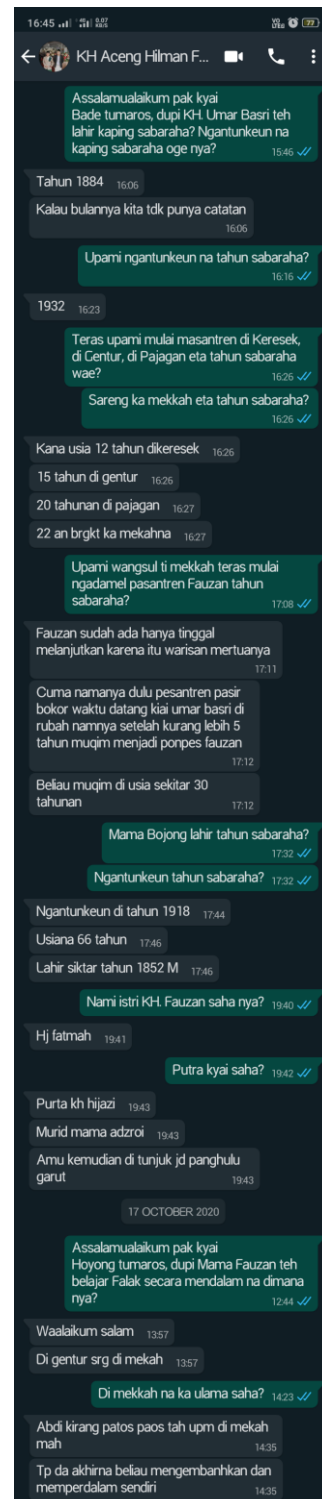 16:45
77
KH Aceng Hilman F...
Assalamualaikum pak kyai
Bade tumaros, dupi KH. Umar Basri teh
lahir kaping sabaraha? Ngantunkeun na
kaping sabaraha oge nya?
15:46
Tahun 1884 16:06
Kalau bulannya kita tdk punya catatan
16:06
Upami ngantunkeun na tahun sabaraha?
16:16
1932 16:23
Teras upami mulai masantren di Keresek,
di Gentur, di Pajagan eta tahun sabaraha
wae?
16:26
Sareng ka mekkah eta tahun sabaraha?
16:26
Kana usia 12 tahun dikeresek 16:26
15 tahun di gentur 16:26
20 tahunan di pajagan 16:27
22 an brgkt ka mekahna 16:27
Upami wangsul ti mekkah teras mulai
ngadamel pasantren Fauzan tahun
sabaraha?
17:08
Fauzan sudah ada hanya tinggal
melanjutkan karena itu warisan mertuanya
17:11
Cuma namanya dulu pesantren pasir
bokor waktu datang kiai umar basri di
rubah namnya setelah kurang lebih 5
tahun muqim menjadi ponpes fauzan
17:12
Beliau muqim di usia sekitar 30
tahunan
17:12
Mama Bojong lahir tahun sabaraha?
17:32
Ngantunkeun tahun sabaraha? 17:32
Ngantunkeun di tahun 1918 17:44
Usiana 66 tahun 17:46
Lahir siktar tahun 1852 M 17:46
Nami istri KH. Fauzan saha nya? 19:40
Hj fatmah 19:41
Putra kyai saha? 19:42
Purta kh hijazi 19:43
Murid mama adzroi 19:43
Amu kemudian di tunjuk jd panghulu
garut
19:43
17 OCTOBER 2020
Assalamualaikum pak kyai
Hoyong tumaros, dupi Mama Fauzan teh
belajar Falak secara mendalam na dimana
nya?
12:44
Waalaikum salam 13:57
Di gentur srg di mekah 13:57
Di mekkah na ka ulama saha? 14:23
Abdi kirang patos paos tah upm di mekah
mah
14:35
Tp da akhirna beliau mengembanhkan dan
memperdalam sendiri
14:35